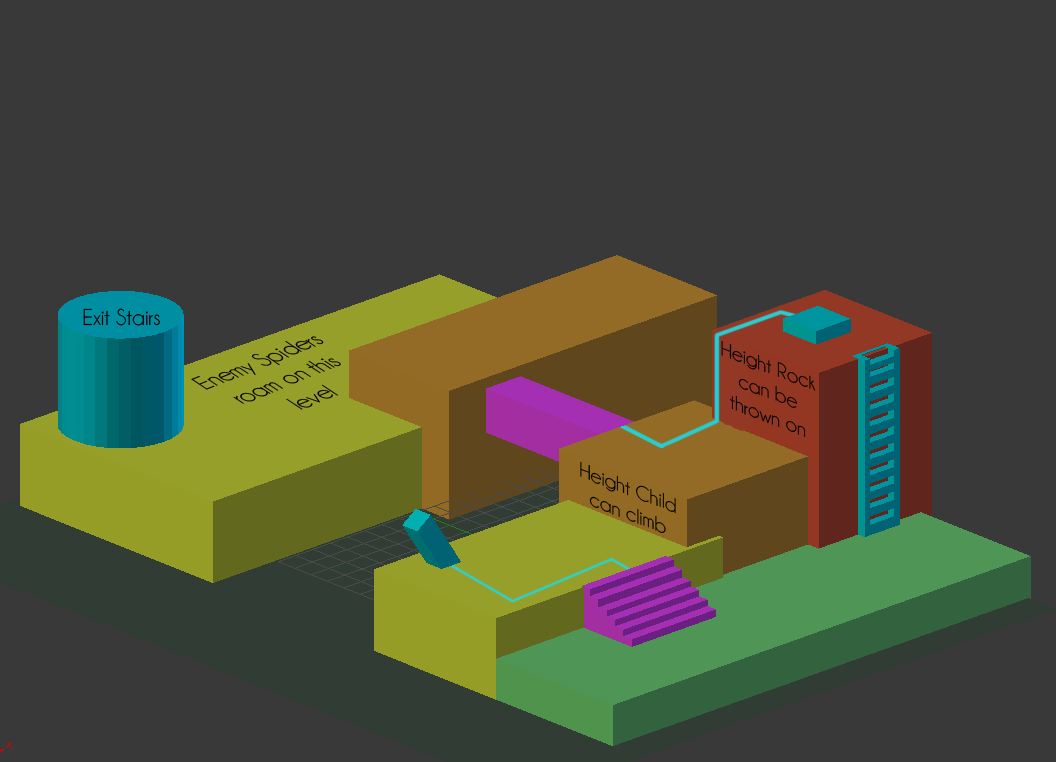 Exit Stairs
Enemy Spiders
roam on this
level
Height Rock
can be
thrown on
Height Child
can climb